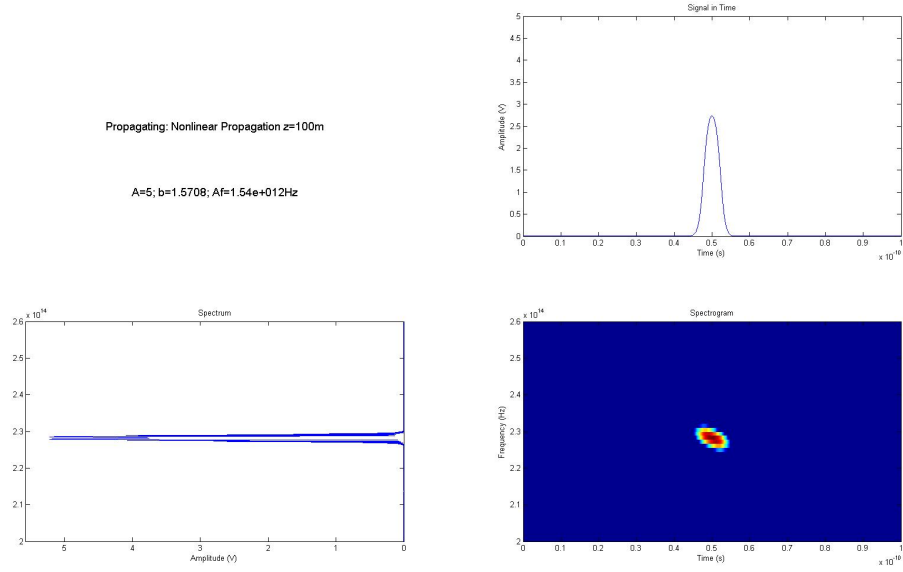 Propagating: Nonlinear Propagation z=100m
A=5; b=1.5708; Af=1.54e+012Hz
Signal in Time
5
4.5
4
3.5
3
2.5
2
1.5
1
0.5
0
Amplitude (V)
0 0.1 0.2 0.3 0.4 0.5 0.6 0.7 0.8 0.9 1
Time (s)
x 10^-10
x 10^14
Spectrum
2.6
2.5
2.4
2.3
2.2
2.1
2
5 4 3 2 1 0
Amplitude (V)
x 10^14
Spectrogram
2.6
2.5
2.4
2.3
2.2
2.1
2
Frequency (Hz)
0 0.1 0.2 0.3 0.4 0.5 0.6 0.7 0.8 0.9 1
Time (s)
x 10^-10